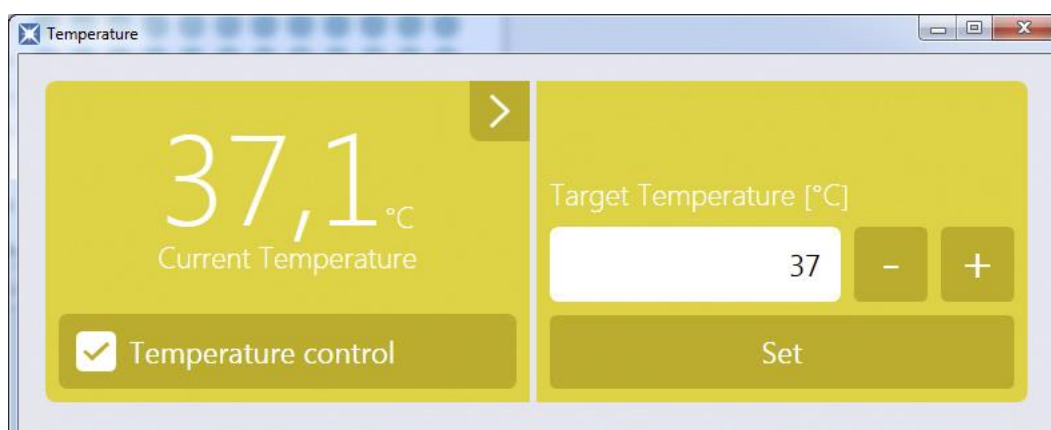 Temperature
37,1 °C
Current Temperature
Temperature control
Target Temperature [°C]
37
- +
Set